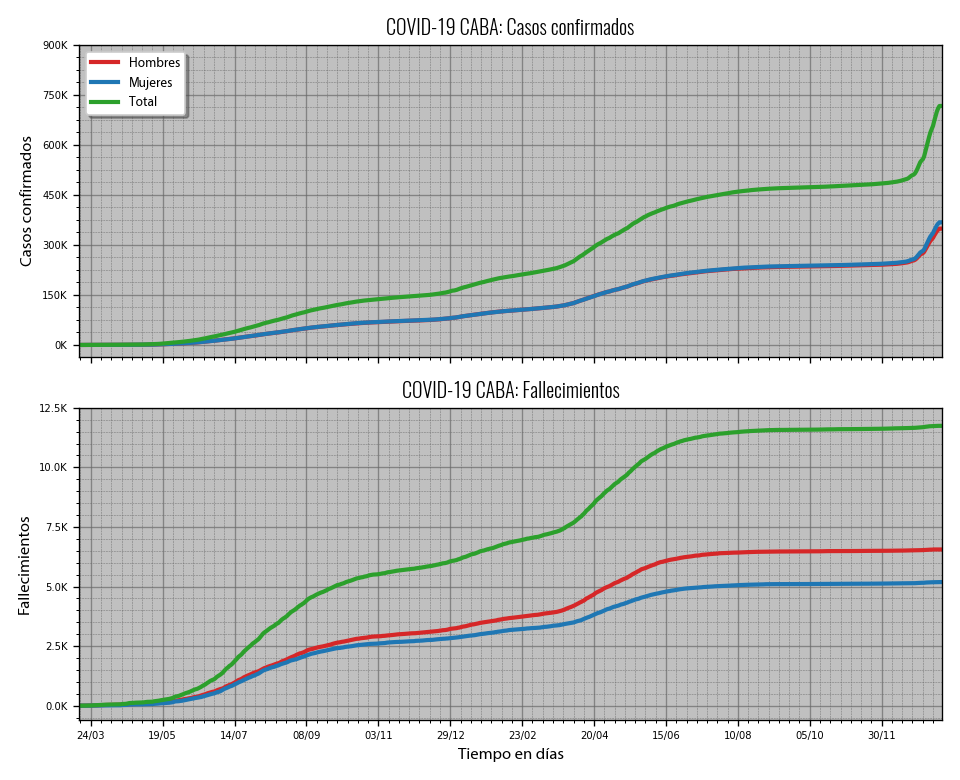 COVID-19 CABA: Casos confirmados
900K
750K
600K
450K
300K
150K
0K
Casos confirmados
Hombres
Mujeres
Total
COVID-19 CABA: Fallecimientos
12.5K
10.0K
7.5K
5.0K
2.5K
0.0K
Fallecimientos
24/03 19/05 14/07 08/09 03/11 29/12 23/02 20/04 15/06 10/08 05/10 30/11
Tiempo en días